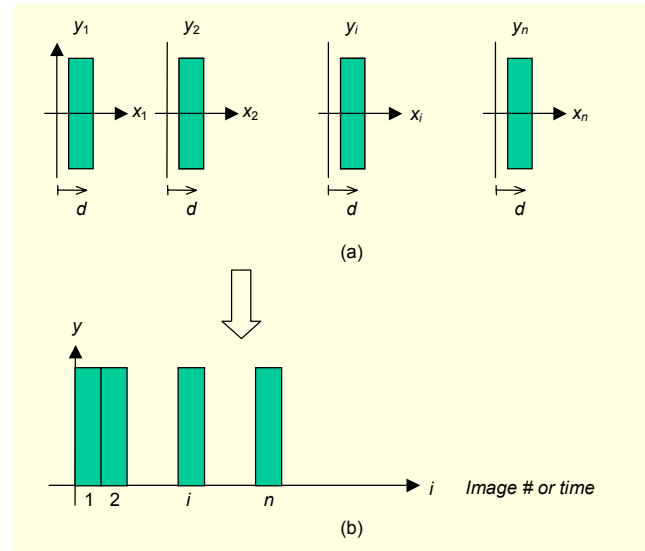 y1 y2 yi yn
x1 x2 xi xn
d d d d
(a)
y
1 2 i n i Image # or time
(b)